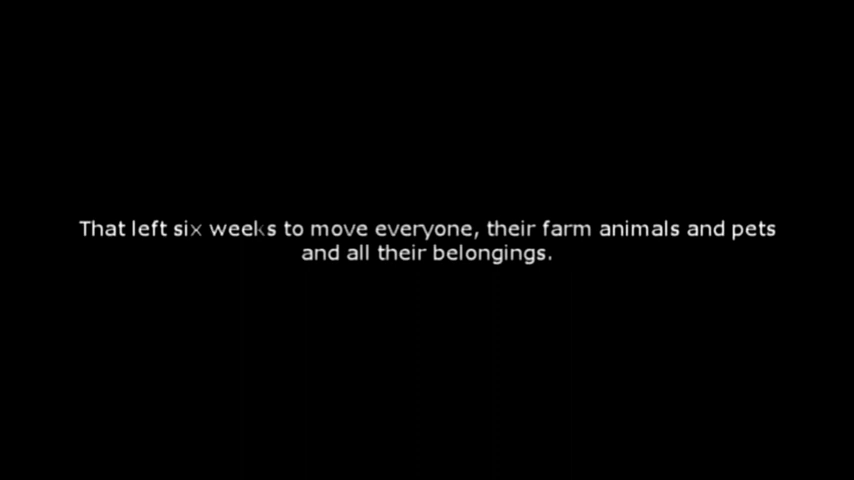 That left six weeks to move everyone, their farm animals and pets
and all their belongings.